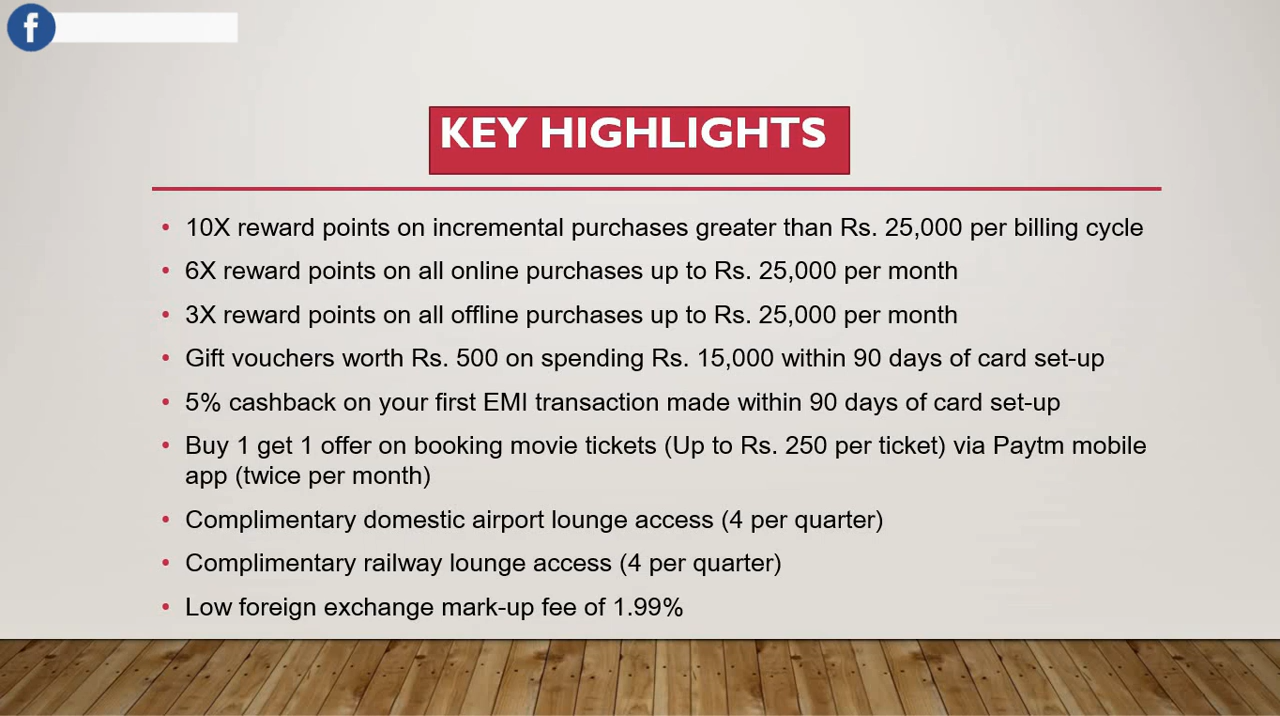 f
KEY HIGHLIGHTS
• 10X reward points on incremental purchases greater than Rs. 25,000 per billing cycle
• 6X reward points on all online purchases up to Rs. 25,000 per month
• 3X reward points on all offline purchases up to Rs. 25,000 per month
• Gift vouchers worth Rs. 500 on spending Rs. 15,000 within 90 days of card set-up
• 5% cashback on your first EMI transaction made within 90 days of card set-up
• Buy 1 get 1 offer on booking movie tickets (Up to Rs. 250 per ticket) via Paytm mobile
app (twice per month)
• Complimentary domestic airport lounge access (4 per quarter)
• Complimentary railway lounge access (4 per quarter)
• Low foreign exchange mark-up fee of 1.99%